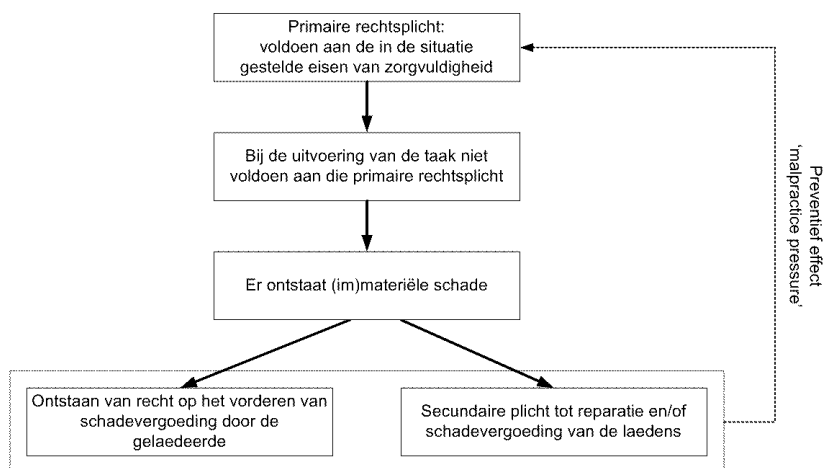 Primaire rechtsplicht:
voldoen aan de in de situatie
gestelde eisen van zorgvuldigheid
Bij de uitvoering van de taak niet
voldoen aan die primaire rechtsplicht
Er ontstaat (im)materiële schade
Ontstaan van recht op het vorderen van
schadevergoeding door de
gelaedeerde
Secundaire plicht tot reparatie en/of
schadevergoeding van de laedens
Preventief effect
'malpractice pressure'